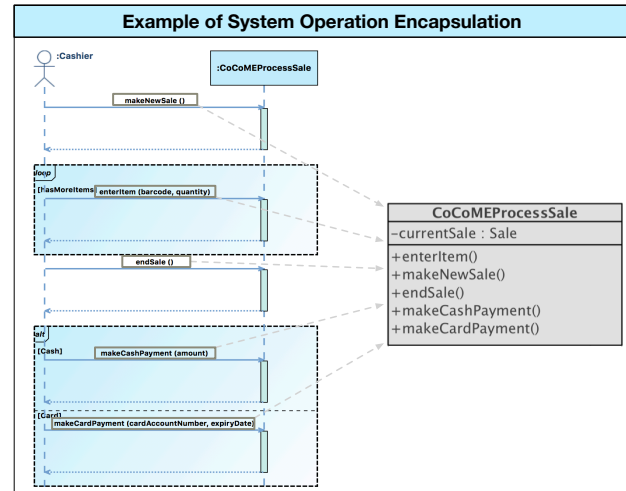 Example of System Operation Encapsulation
:Cashier
:CoCoMEProcessSale
makeNewSale ()
loop
[hasMoreItems]
enterItem (barcode, quantity)
endSale ()
alt
[Cash]
makeCashPayment (amount)
[Card]
makeCardPayment (cardAccountNumber, expiryDate)
CoCoMEProcessSale
-currentSale : Sale
+enterItem()
+makeNewSale()
+endSale()
+makeCashPayment()
+makeCardPayment()